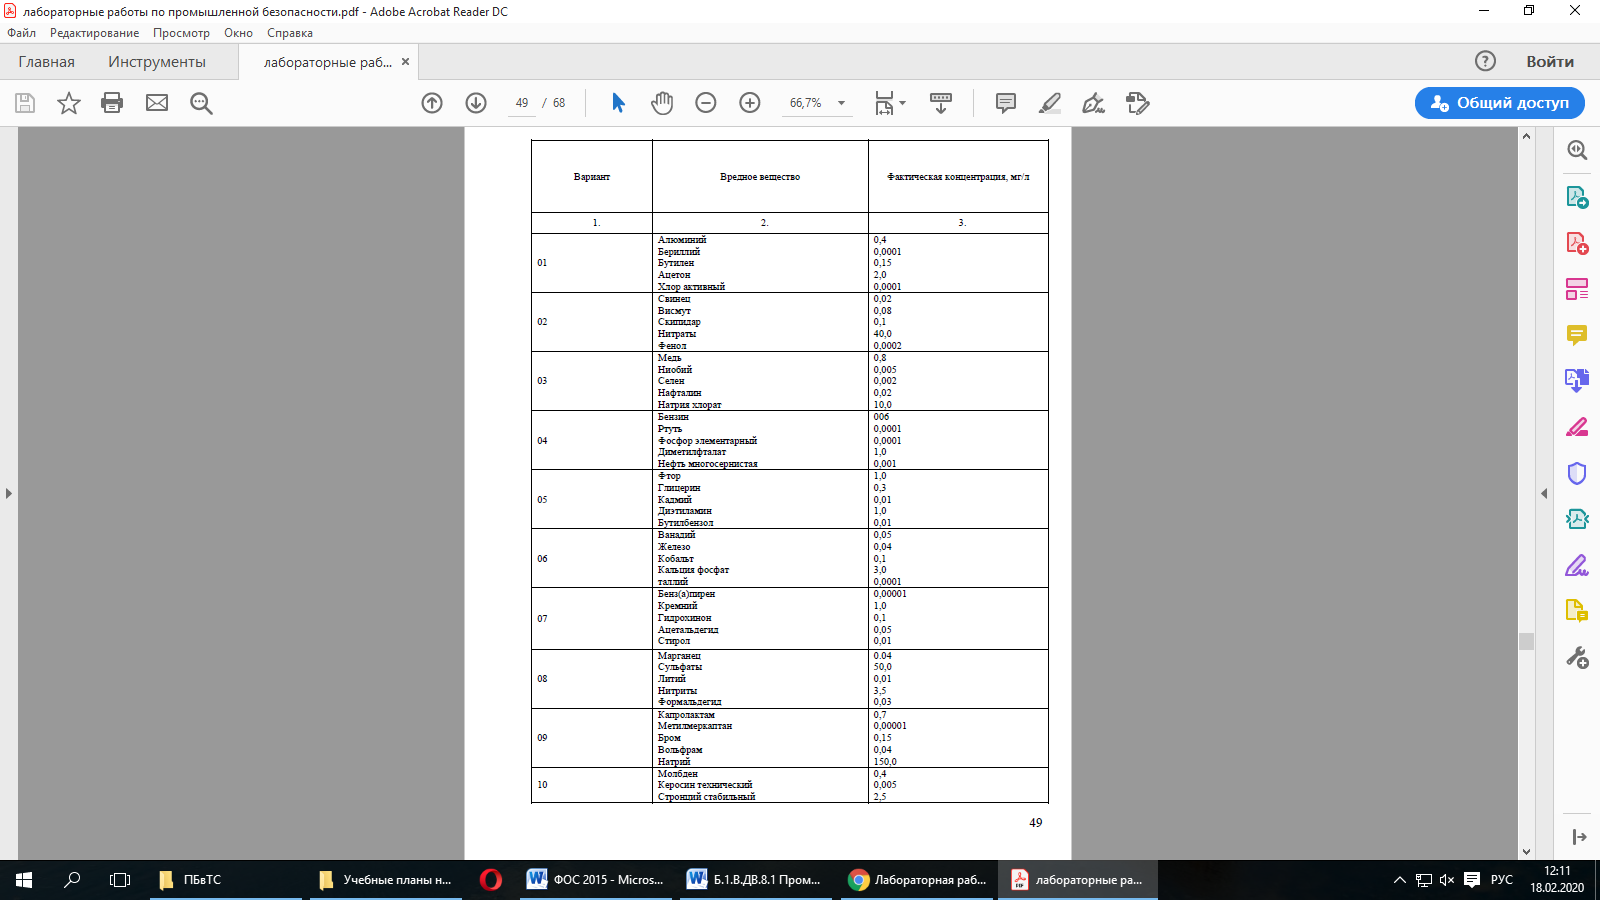 лабораторные работы по промышленной безопасности.pdf - Adobe Acrobat Reader DC
Файл Редактирование Просмотр Окно Справка
Главная Инструменты лабораторные раб... × Войти
49 / 68 66,7% Общий доступ
Вариант Вредное вещество Фактическая концентрация, мг/л
1. 2. 3.
01
Алюминий 0,4
Бериллий 0,0001
Бутилен 0,15
Ацетон 2,0
Хлор активный 0,0001
02
Свинец 0,02
Висмут 0,08
Скипидар 0,1
Нитраты 40,0
Фенол 0,0002
03
Медь 0,8
Ниобий 0,005
Селен 0,002
Нафталин 0,02
Натрия хлорат 10,0
04
Бензин 006
Ртуть 0,0001
Фосфор элементарный 0,0001
Диметилфталат 1,0
Нефть многосернистая 0,001
05
Фтор 1,0
Глицерин 0,3
Кадмий 0,01
Диэтиламин 1,0
Бутилбензол 0,01
06
Ванадий 0,05
Железо 0,04
Кобальт 0,1
Кальция фосфат 3,0
таллий 0,0001
07
Бенз(а)пирен 0,00001
Кремний 1,0
Гидрохинон 0,1
Ацетальдегид 0,05
Стирол 0,01
08
Марганец 0.04
Сульфаты 50,0
Литий 0,01
Нитриты 3,5
Формальдегид 0,03
09
Капролактам 0,7
Метилмеркаптан 0,00001
Бром 0,15
Вольфрам 0,04
Натрий 150,0
10
Молбден 0,4
Керосин технический 0,005
Стронций стабильный 2,5
49
ПБвТС Учебные планы н... ФОС 2015 - Micros... Б.1.В.ДВ.8.1 Пром... Лабораторная раб... лабораторные ра... РУС 12:11
18.02.2020